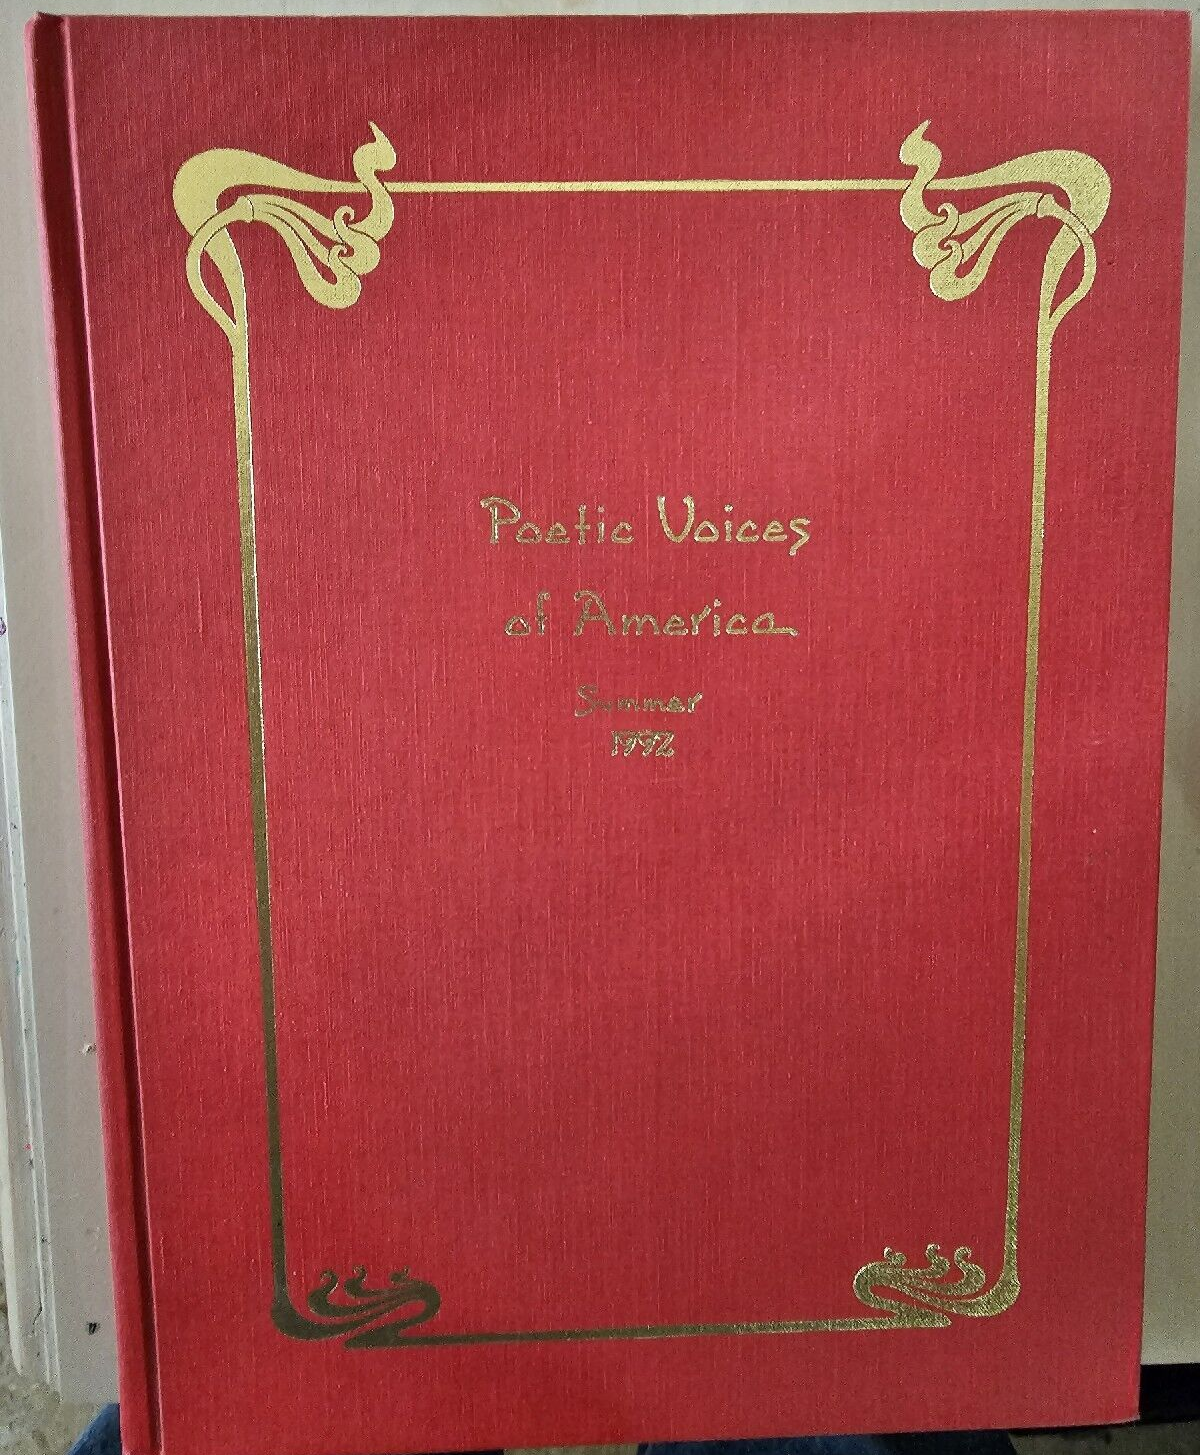 Poetic Voices
of America
Summer
1992